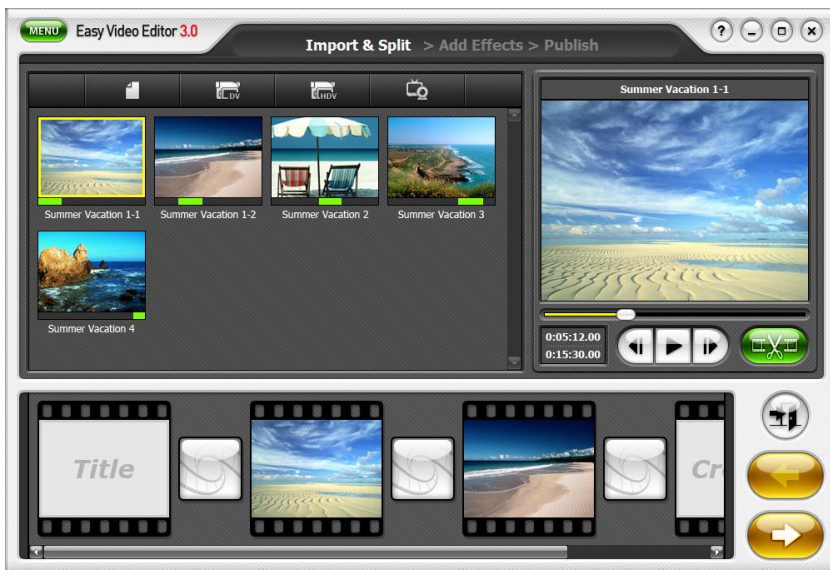 MENU Easy Video Editor 3.0
Import & Split > Add Effects > Publish
?
DV
HDV
Summer Vacation 1-1
Summer Vacation 1-1
Summer Vacation 1-2
Summer Vacation 2
Summer Vacation 3
Summer Vacation 4
0:05:12.00
0:15:30.00
Title
Cr